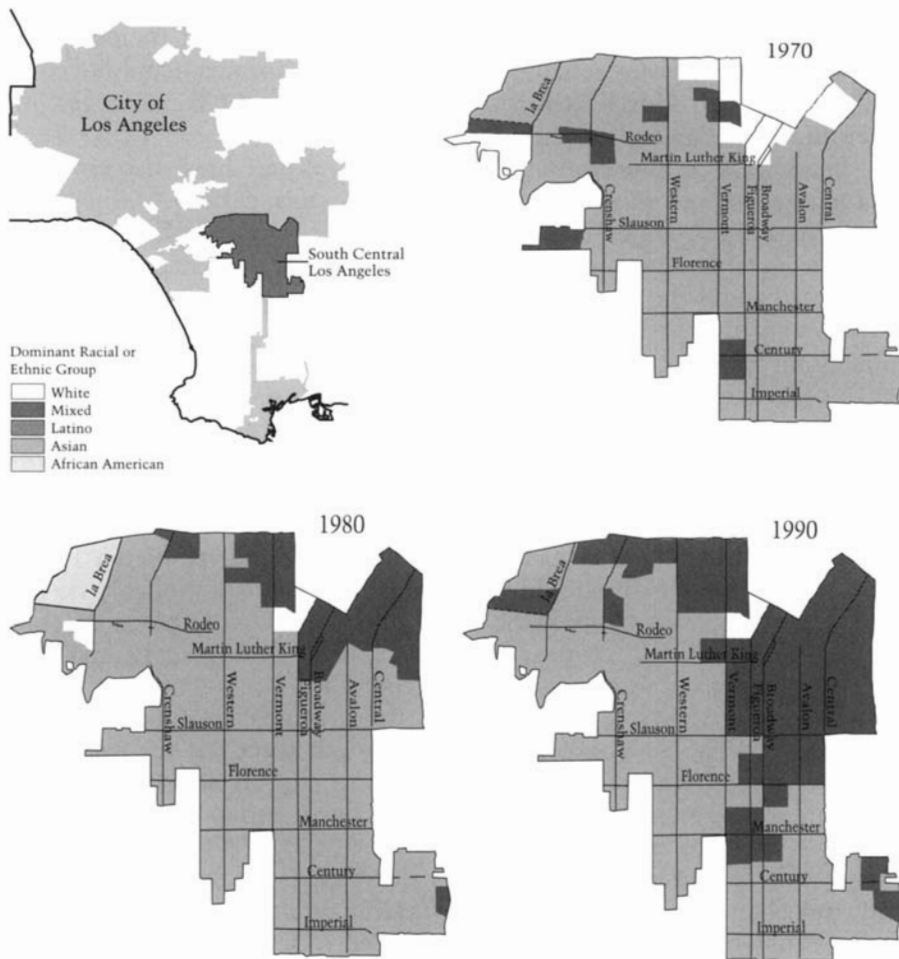 City of
Los Angeles
South Central
Los Angeles
Dominant Racial or
Ethnic Group
White
Mixed
Latino
Asian
African American
1970
la Brea
Rodeo
Martin Luther King
Crenshaw
Western
Vermont
Figueroa
Broadway
Avalon
Central
Slauson
Florence
Manchester
Century
Imperial
1980
la Brea
Rodeo
Martin Luther King
Crenshaw
Western
Vermont
Figueroa
Broadway
Avalon
Central
Slauson
Florence
Manchester
Century
Imperial
1990
la Brea
Rodeo
Martin Luther King
Crenshaw
Western
Vermont
Figueroa
Broadway
Avalon
Central
Slauson
Florence
Manchester
Century
Imperial